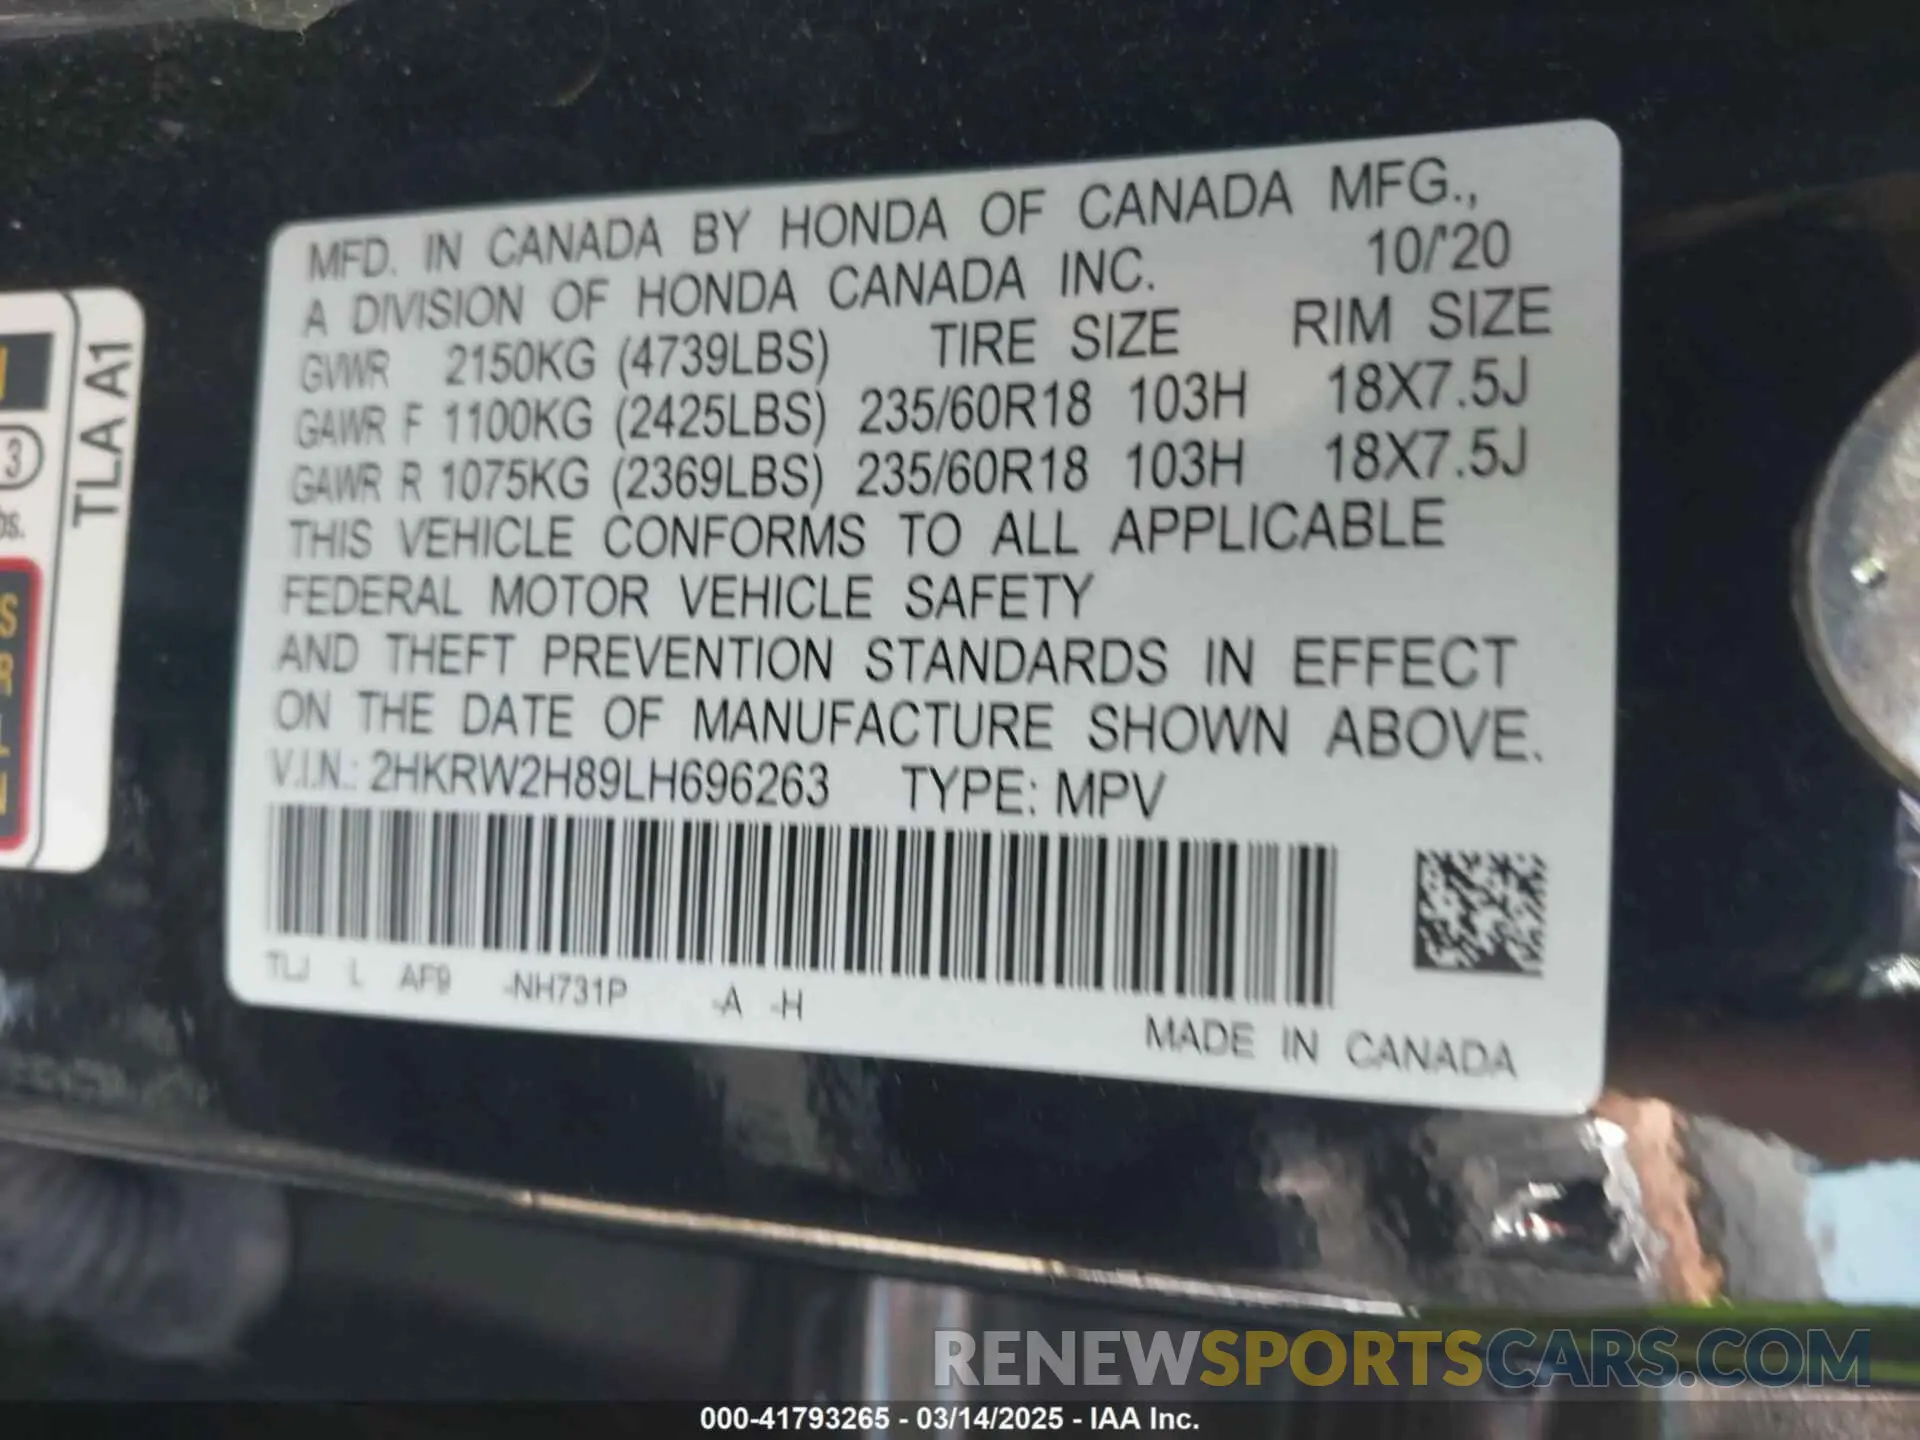 MFD. IN CANADA BY HONDA OF CANADA MFG.,
A DIVISION OF HONDA CANADA INC. 10/'20
GVWR 2150KG (4739LBS) TIRE SIZE RIM SIZE
GAWR F 1100KG (2425LBS) 235/60R18 103H 18X7.5J
GAWR R 1075KG (2369LBS) 235/60R18 103H 18X7.5J
THIS VEHICLE CONFORMS TO ALL APPLICABLE
FEDERAL MOTOR VEHICLE SAFETY
AND THEFT PREVENTION STANDARDS IN EFFECT
ON THE DATE OF MANUFACTURE SHOWN ABOVE.
V.I.N.: 2HKRW2H89LH696263 TYPE: MPV
TLJ L AF9 -NH731P -A -H
MADE IN CANADA
TLA A1
3
RENEWSPORTSCARS.COM
000-41793265 - 03/14/2025 - IAA Inc.